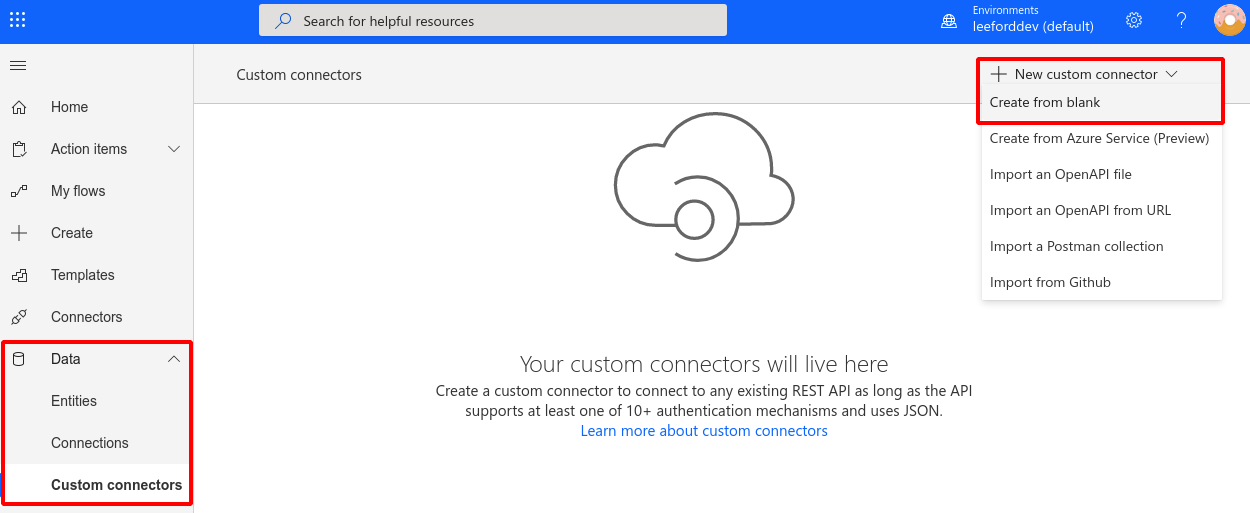 Search for helpful resources
Environments
leeforddev (default)
Custom connectors
New custom connector
Create from blank
Create from Azure Service (Preview)
Import an OpenAPI file
Import an OpenAPI from URL
Import a Postman collection
Import from Github
Home
Action items
My flows
Create
Templates
Connectors
Data
Entities
Connections
Custom connectors
Your custom connectors will live here
Create a custom connector to connect to any existing REST API as long as the API
supports at least one of 10+ authentication mechanisms and uses JSON.
Learn more about custom connectors